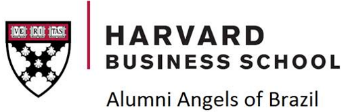 VE RI TAS
HARVARD
BUSINESS SCHOOL
Alumni Angels of Brazil